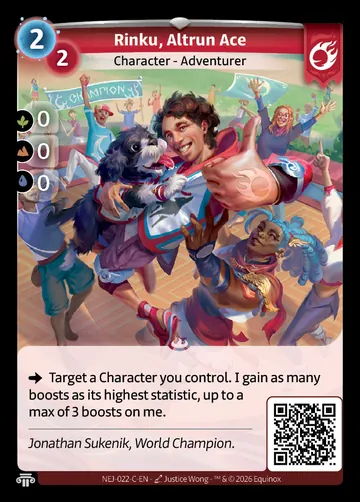 2
2
Rinku, Altrun Ace
Character - Adventurer
CHAMPION
0
0
0
Target a Character you control. I gain as many
boosts as its highest statistic, up to a
max of 3 boosts on me.
Jonathan Sukenik, World Champion.
NEJ-022-C-EN - Justice Wong - ™ & © 2026 Equinox